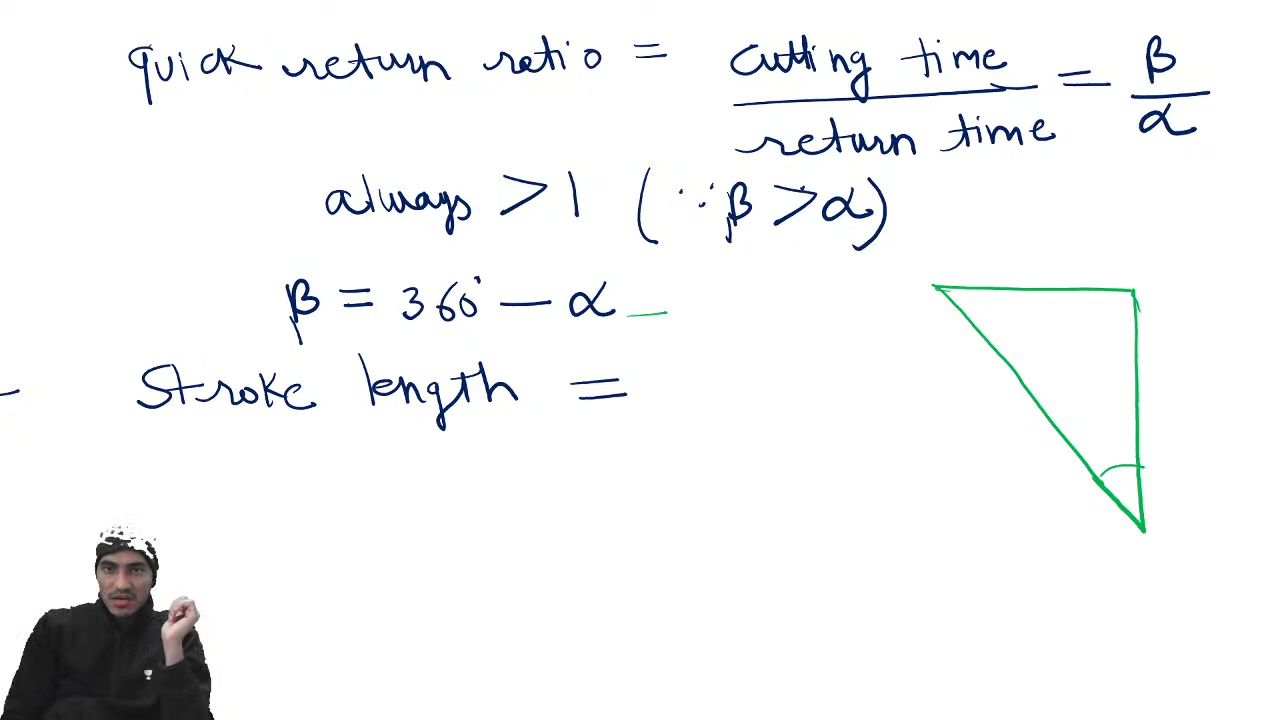 quick return ratio = cutting time / return time = β / α
always > 1 (∵ β > α)
β = 360° - α
Stroke length =